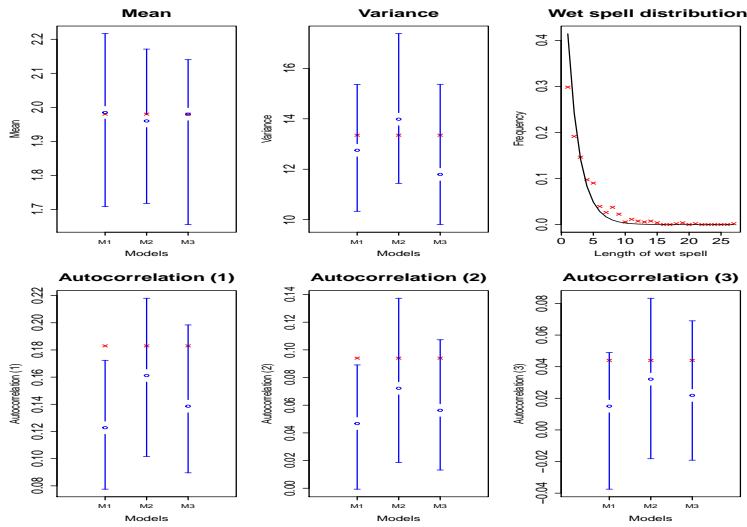 Mean
Mean
2.2
2.1
2.0
1.9
1.8
1.7
M1 M2 M3
Models
Variance
Variance
16
14
12
10
M1 M2 M3
Models
Wet spell distribution
Frequency
0.4
0.3
0.2
0.1
0.0
0 5 10 15 20 25
Length of wet spell
Autocorrelation (1)
Autocorrelation (1)
0.22
0.20
0.18
0.16
0.14
0.12
0.10
0.08
M1 M2 M3
Models
Autocorrelation (2)
Autocorrelation (2)
0.14
0.12
0.10
0.08
0.06
0.04
0.02
0.00
M1 M2 M3
Models
Autocorrelation (3)
Autocorrelation (3)
0.08
0.06
0.04
0.02
0.00
−0.02
−0.04
M1 M2 M3
Models